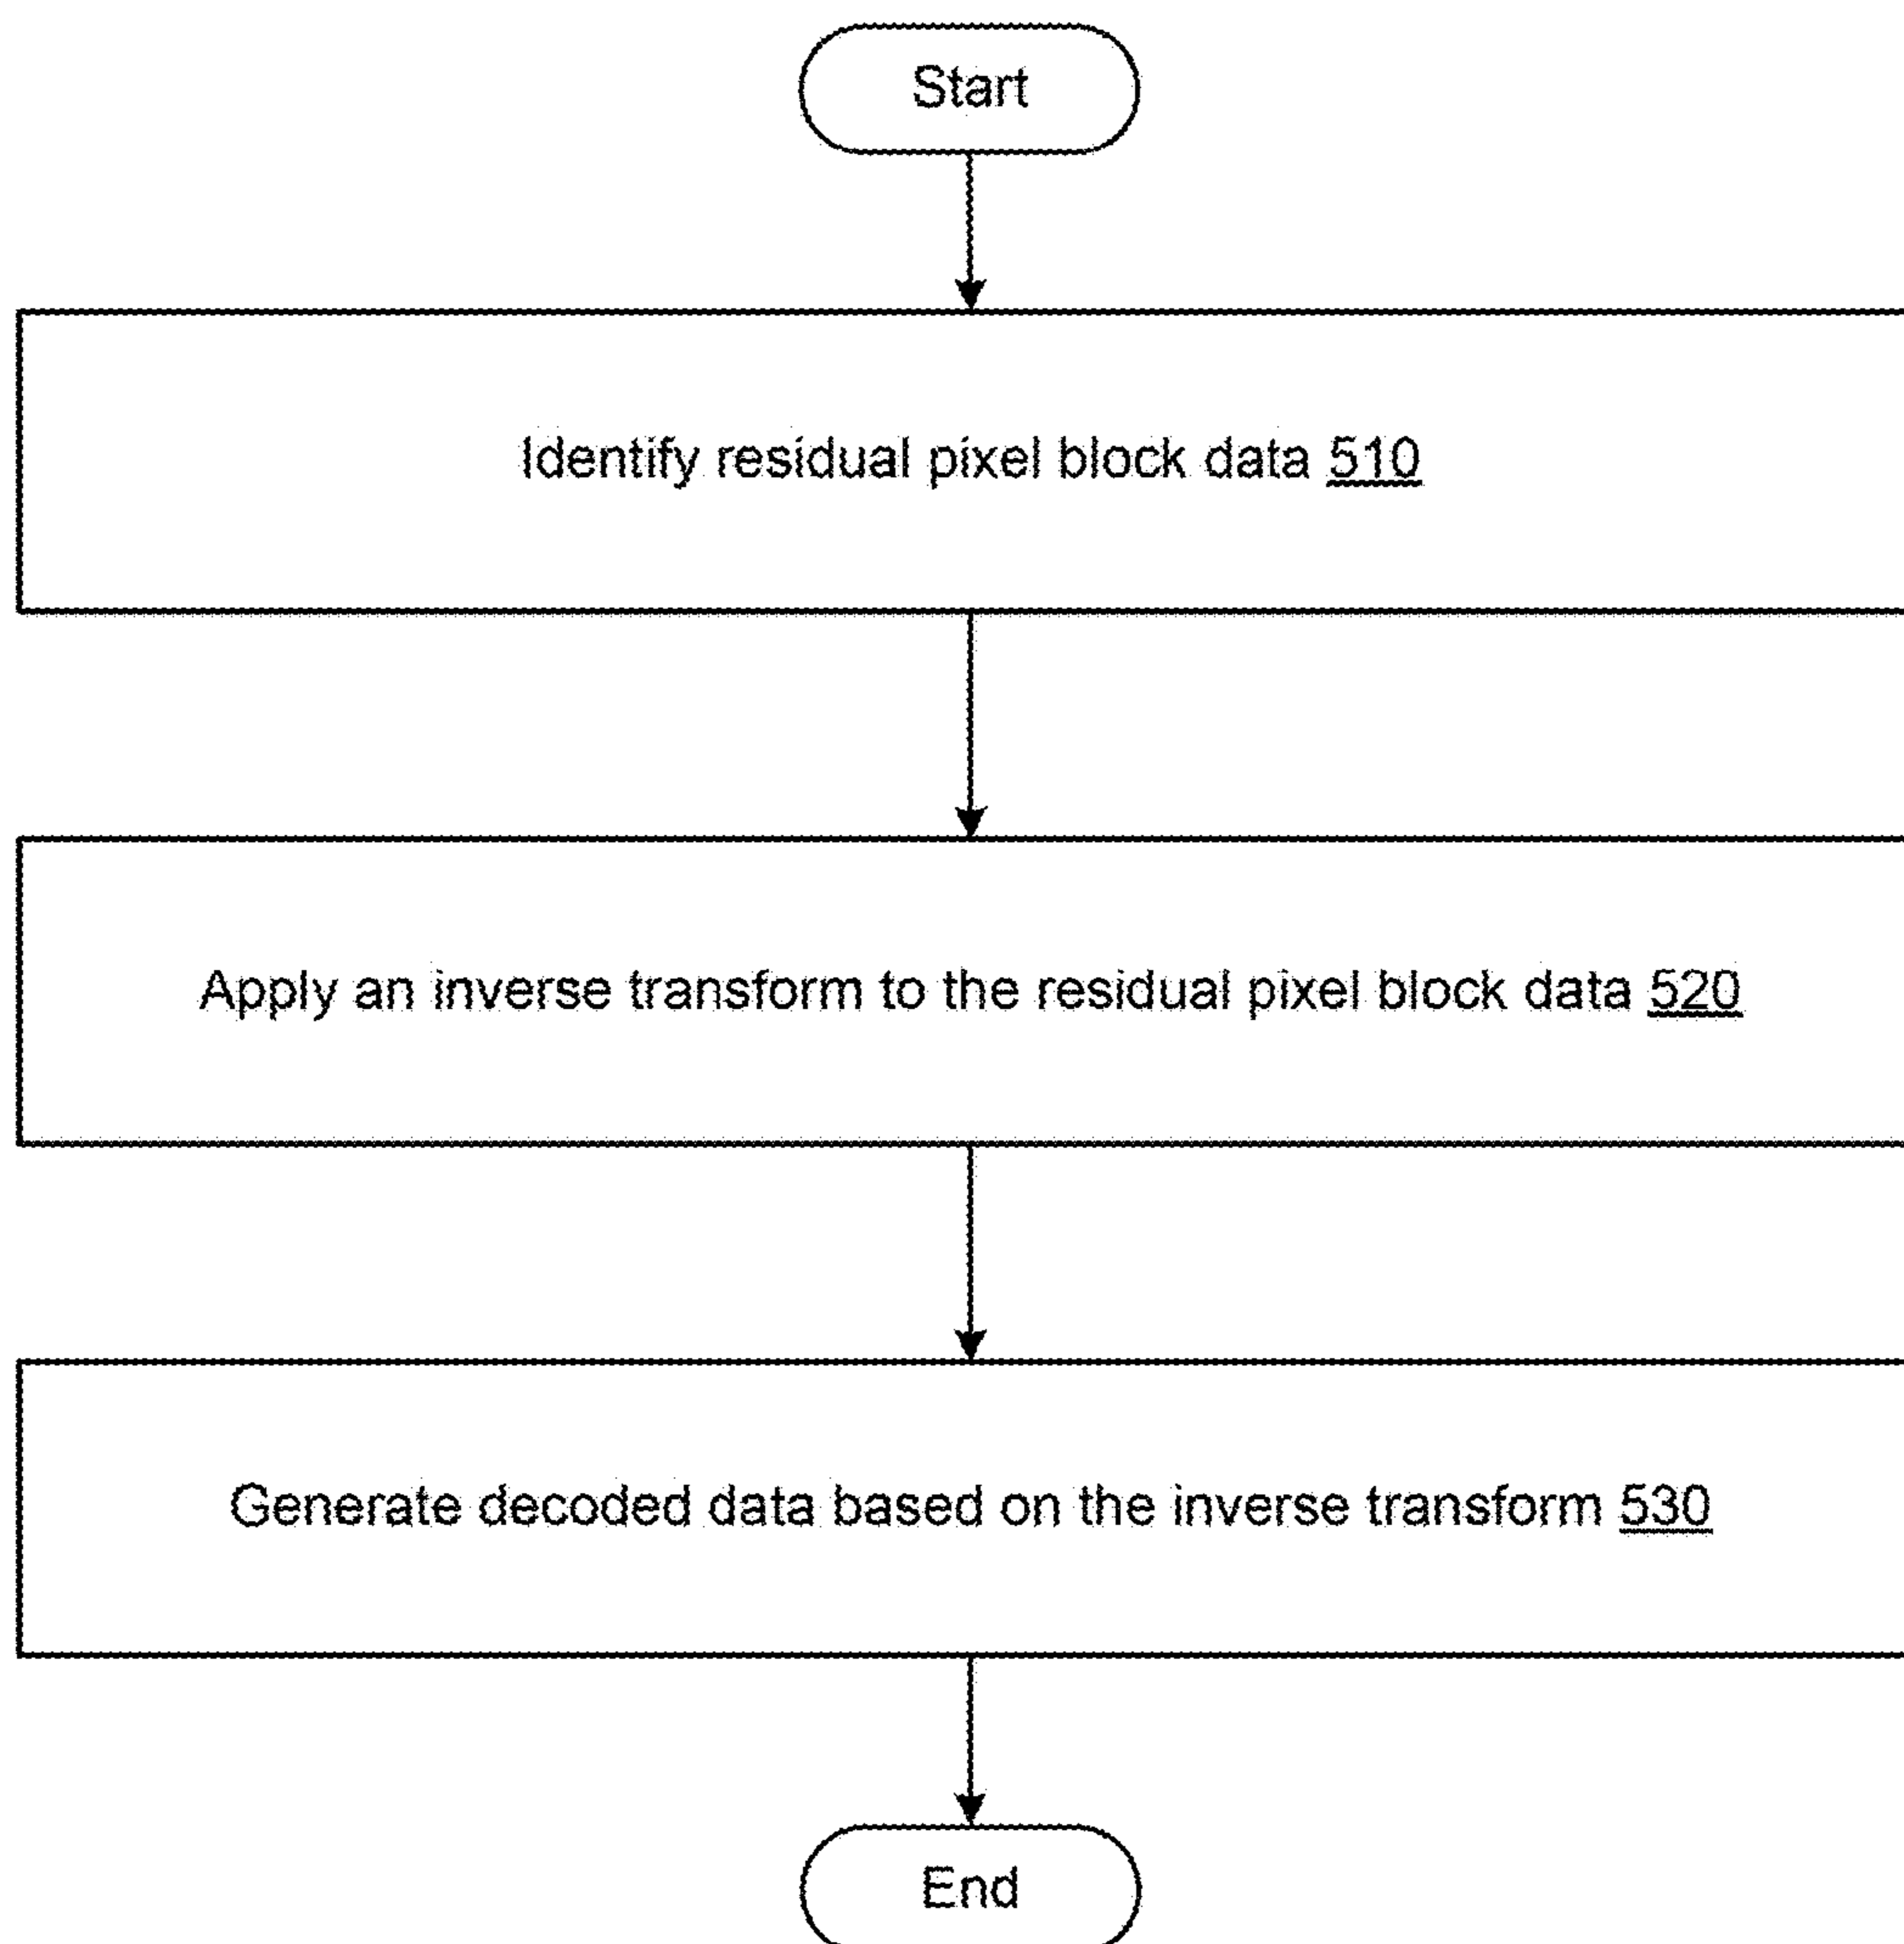 Start
Identify residual pixel block data 510
Apply an inverse transform to the residual pixel block data 520
Generate decoded data based on the inverse transform 530
End